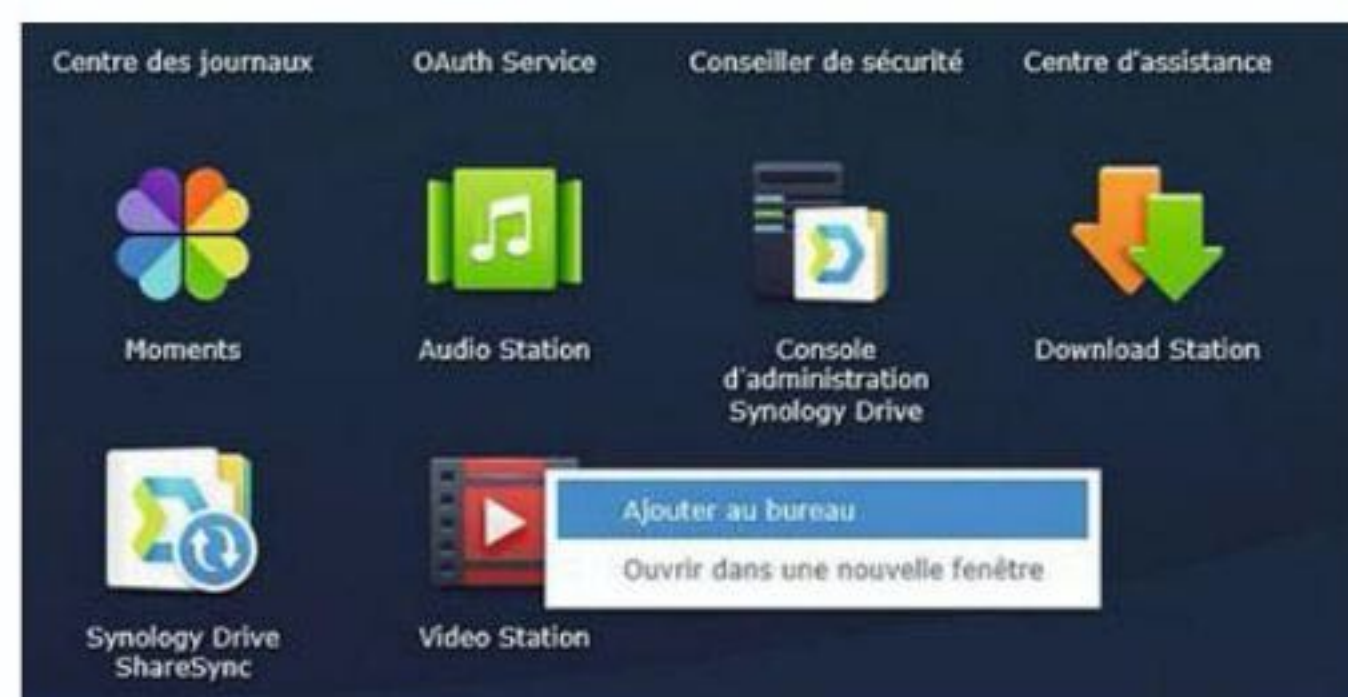 Centre des journaux
OAuth Service
Conseiller de sécurité
Centre d'assistance
Moments
Audio Station
Console
d'administration
Synology Drive
Download Station
Synology Drive
ShareSync
Video Station
Ajouter au bureau
Ouvrir dans une nouvelle fenêtre